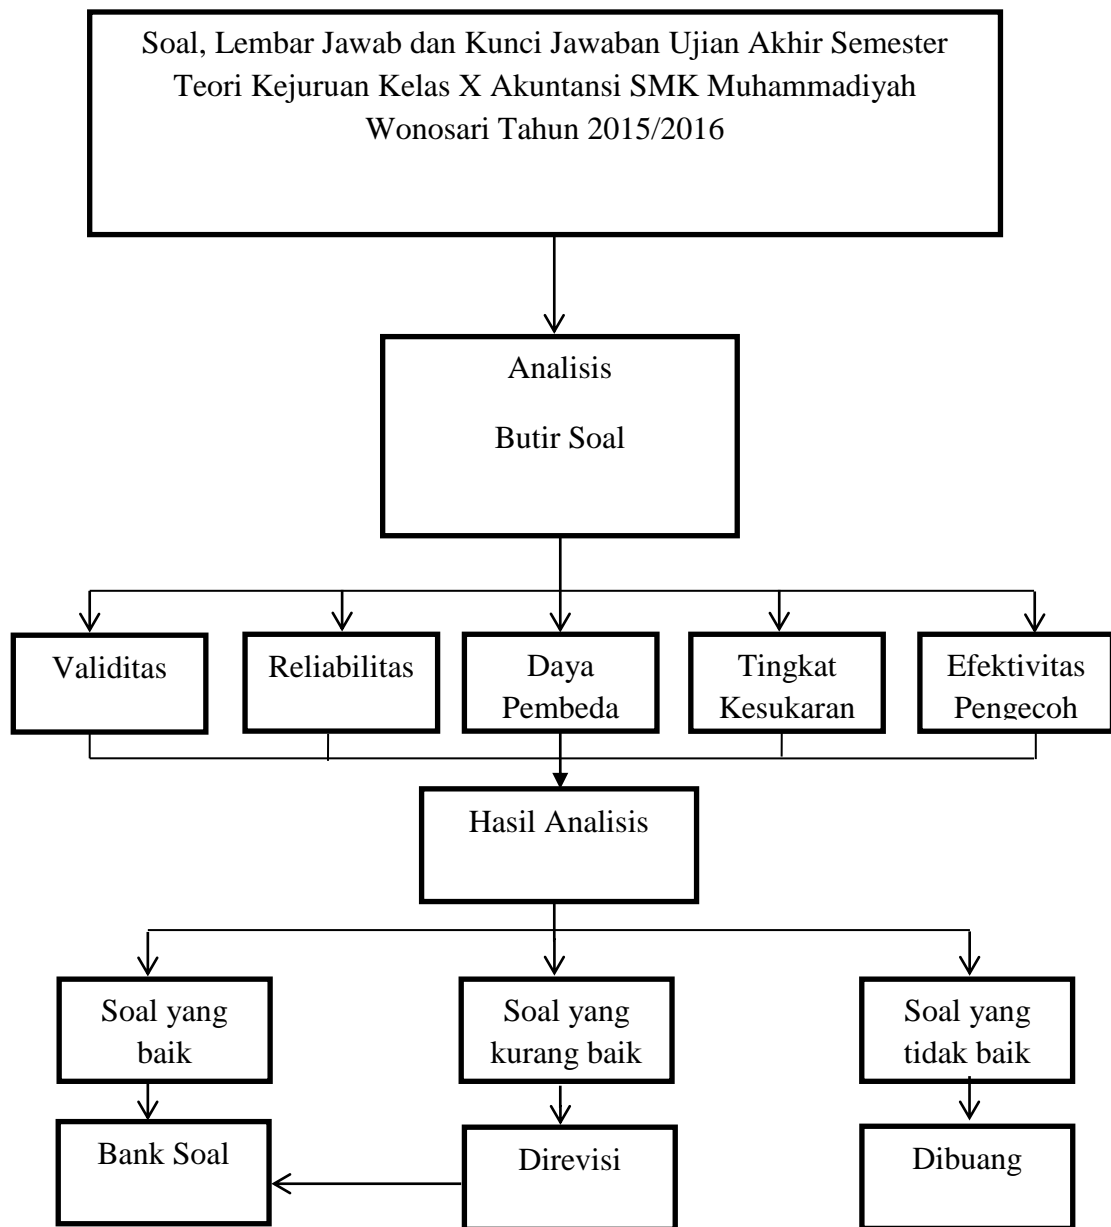 Soal, Lembar Jawab dan Kunci Jawaban Ujian Akhir Semester
Teori Kejuruan Kelas X Akuntansi SMK Muhammadiyah
Wonosari Tahun 2015/2016
Analisis
Butir Soal
Validitas
Reliabilitas
Daya
Pembeda
Tingkat
Kesukaran
Efektivitas
Pengecoh
Hasil Analisis
Soal yang
baik
Soal yang
kurang baik
Soal yang
tidak baik
Bank Soal
Direvisi
Dibuang